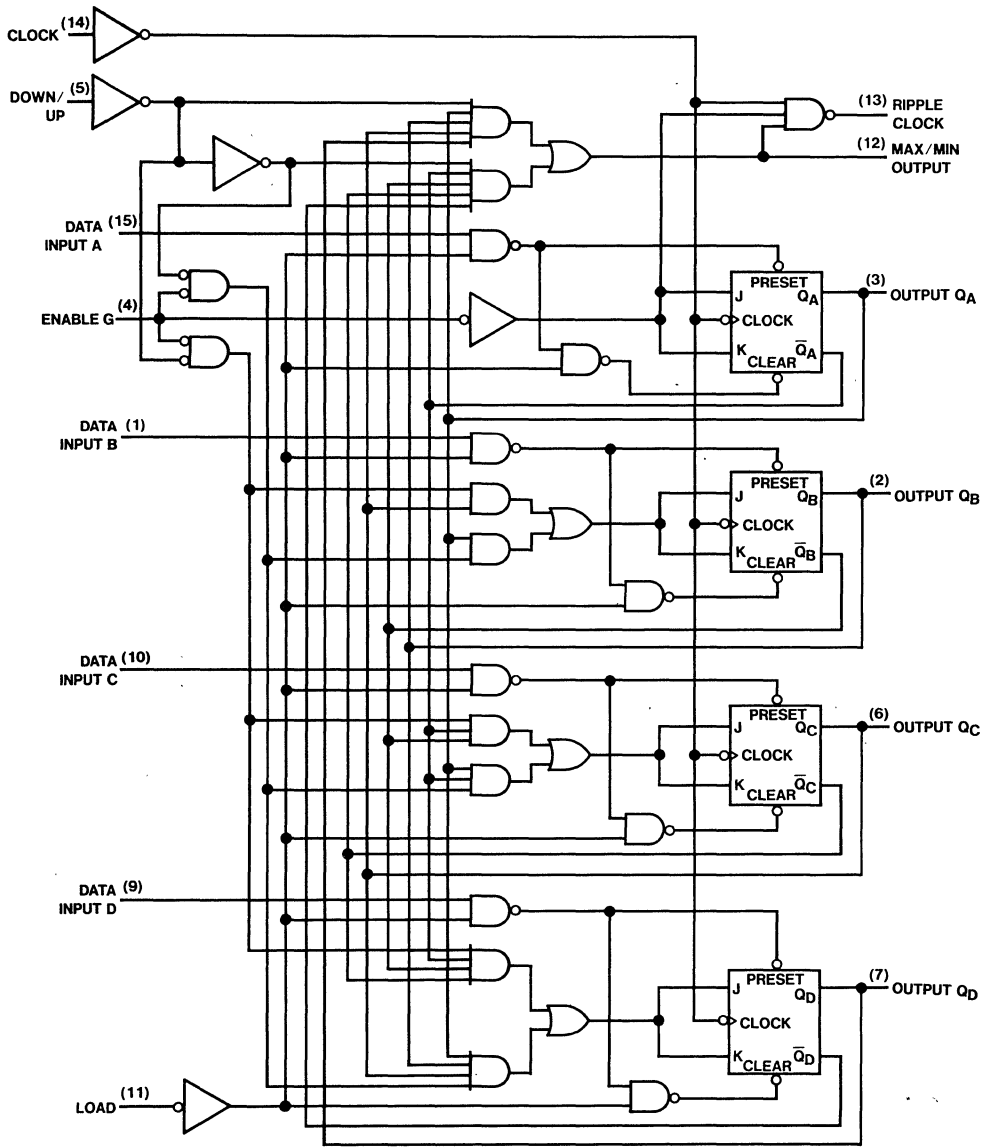 CLOCK (14)
DOWN/ (5)
UP
(13) RIPPLE
CLOCK
(12) MAX/MIN
OUTPUT
DATA (15)
INPUT A
ENABLE G (4)
PRESET
J QA
CLOCK
K Q̅A
CLEAR
(3) OUTPUT QA
DATA (1)
INPUT B
PRESET
J QB
CLOCK
K Q̅B
CLEAR
(2) OUTPUT QB
DATA (10)
INPUT C
PRESET
J QC
CLOCK
K Q̅C
CLEAR
(6) OUTPUT QC
DATA (9)
INPUT D
PRESET
J QD
CLOCK
K Q̅D
CLEAR
(7) OUTPUT QD
LOAD (11)